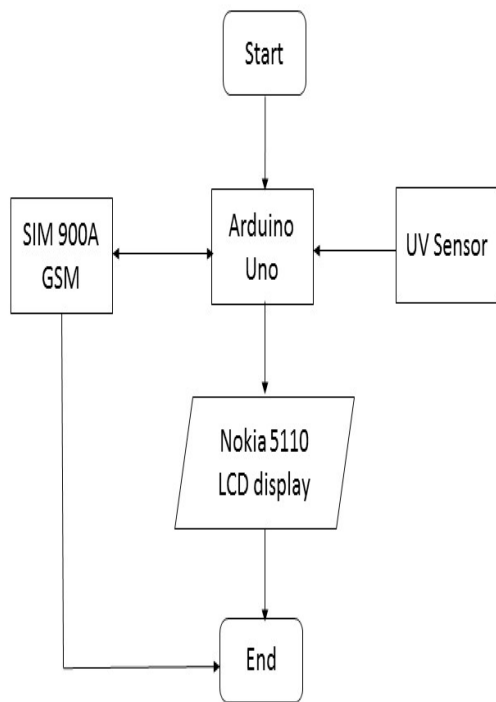 Start
SIM 900A
GSM
Arduino
Uno
UV Sensor
Nokia 5110
LCD display
End